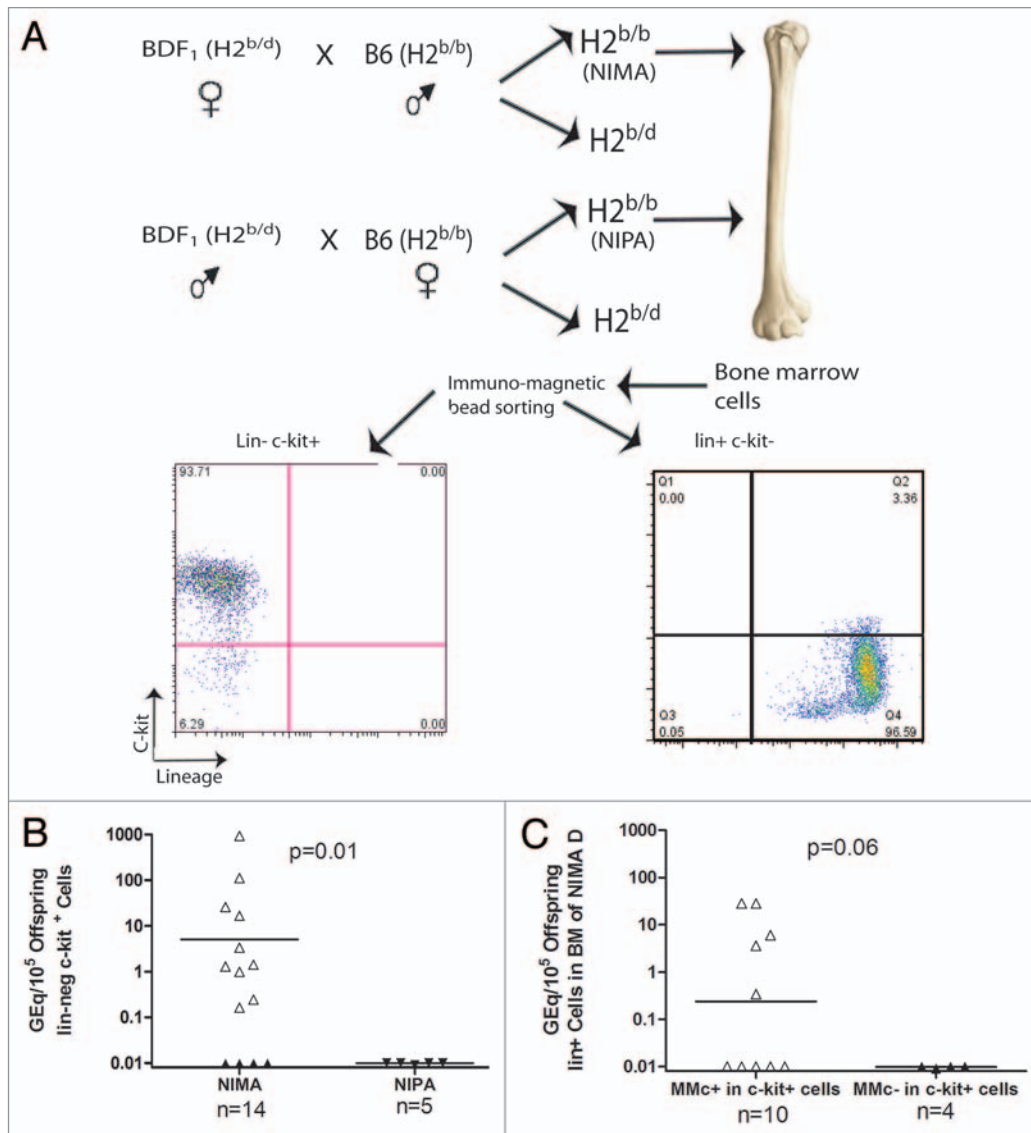 A
BDF1 (H2b/d) X B6 (H2b/b)
H2b/b
(NIMA)
H2b/d
BDF1 (H2b/d) X B6 (H2b/b)
H2b/b
(NIPA)
H2b/d
Immuno-magnetic
bead sorting
Bone marrow
cells
Lin- c-kit+
93.71
0.00
6.29
0.00
C-kit
Lineage
lin+ c-kit-
Q1
0.00
Q2
3.36
Q3
0.05
Q4
96.59
B
GEq/10^5 Offspring
lin-neg c-kit + Cells
1000
100
10
1
0.1
0.01
p=0.01
NIMA
n=14
NIPA
n=5
C
GEq/10^5 Offspring
lin+ Cells in BM of NIMA D
1000
100
10
1
0.1
0.01
p=0.06
MMc+ in c-kit+ cells
n=10
MMc- in c-kit+ cells
n=4